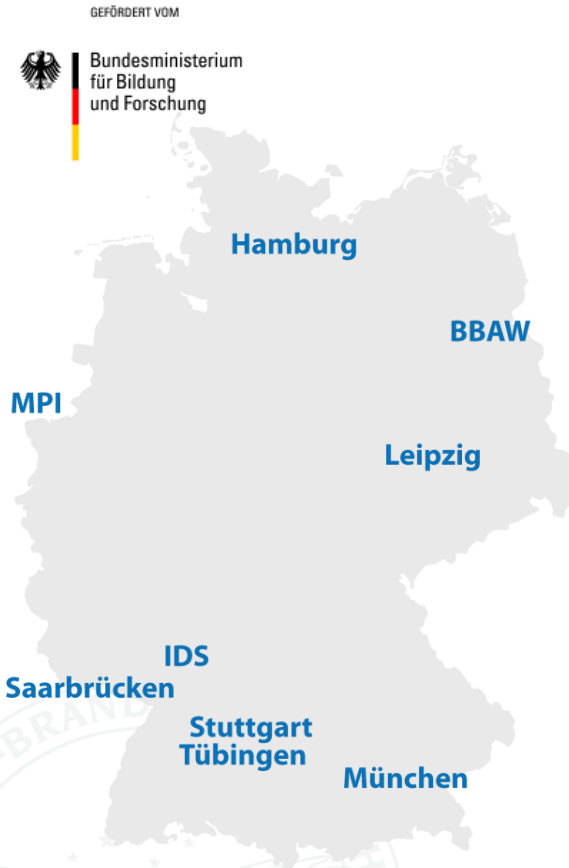 GEFÖRDERT VOM
Bundesministerium
für Bildung
und Forschung
Hamburg
BBAW
MPI
Leipzig
IDS
Saarbrücken
Stuttgart
Tübingen
München